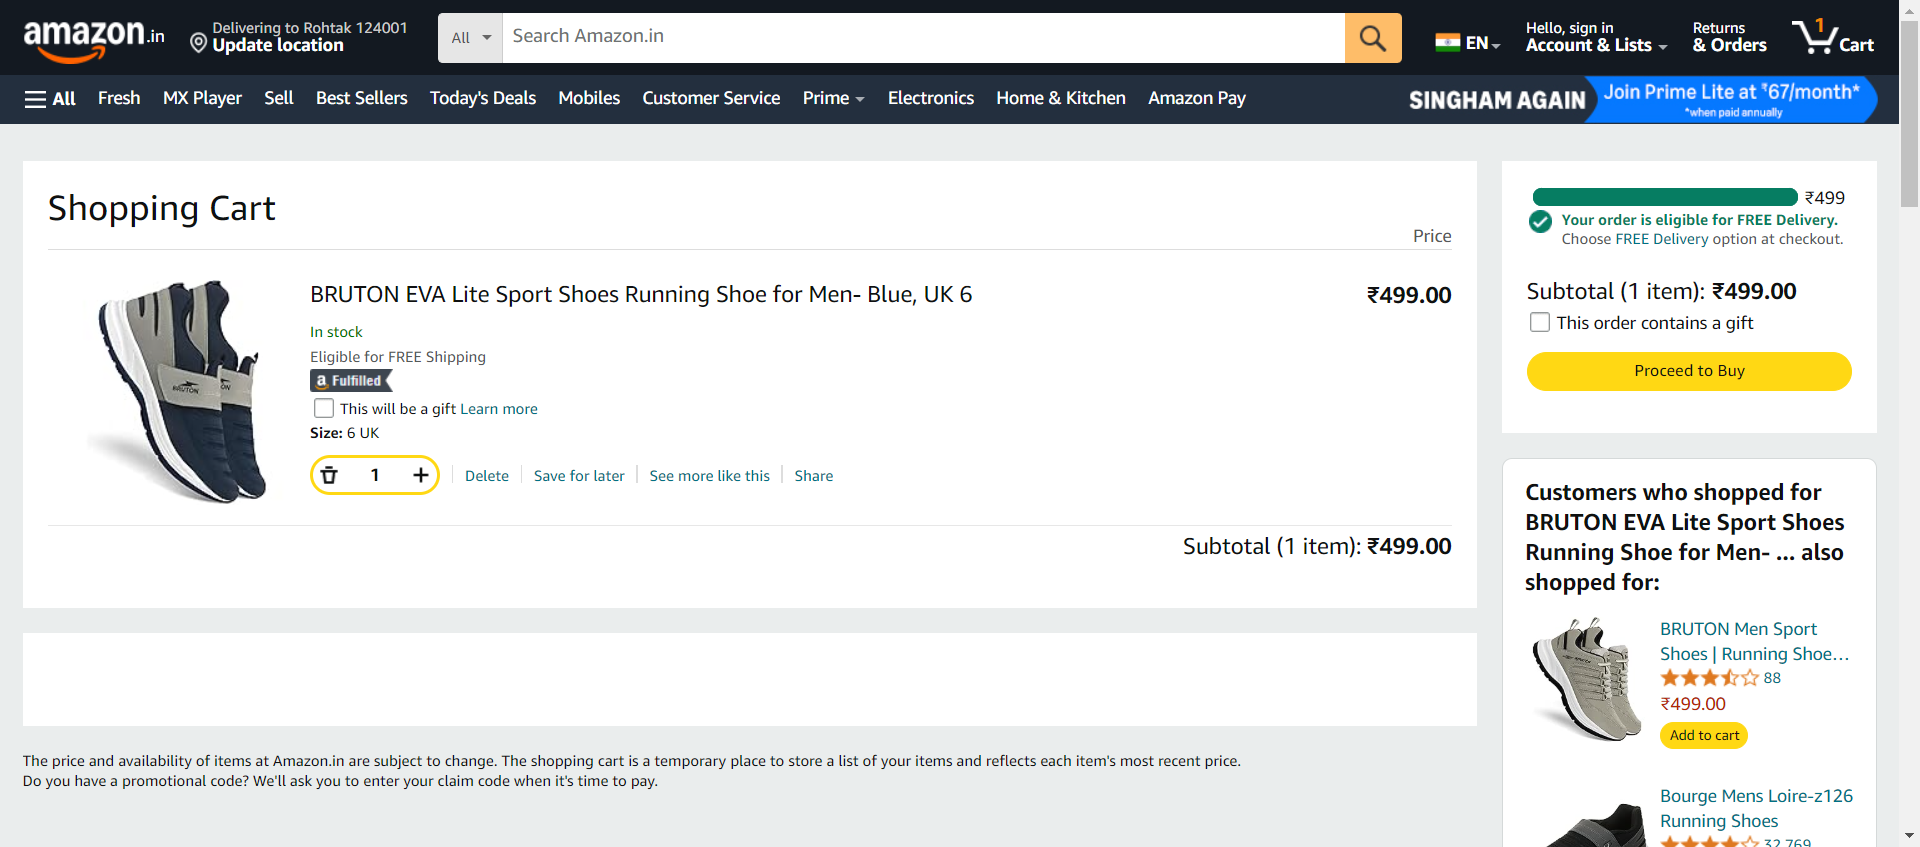 amazon.in
Delivering to Rohtak 124001
Update location
All
Search Amazon.in
EN
Hello, sign in
Account & Lists
Returns
& Orders
1
Cart
All
Fresh
MX Player
Sell
Best Sellers
Today's Deals
Mobiles
Customer Service
Prime
Electronics
Home & Kitchen
Amazon Pay
SINGHAM AGAIN
Join Prime Lite at ₹67/month*
*when paid annually
Shopping Cart
Price
BRUTON EVA Lite Sport Shoes Running Shoe for Men- Blue, UK 6
₹499.00
In stock
Eligible for FREE Shipping
a Fulfilled
This will be a gift Learn more
Size: 6 UK
1
Delete
Save for later
See more like this
Share
BRUTON
Subtotal (1 item): ₹499.00
The price and availability of items at Amazon.in are subject to change. The shopping cart is a temporary place to store a list of your items and reflects each item's most recent price.
Do you have a promotional code? We'll ask you to enter your claim code when it's time to pay.
₹499
Your order is eligible for FREE Delivery.
Choose FREE Delivery option at checkout.
Subtotal (1 item): ₹499.00
This order contains a gift
Proceed to Buy
Customers who shopped for
BRUTON EVA Lite Sport Shoes
Running Shoe for Men- ... also
shopped for:
BRUTON Men Sport
Shoes | Running Shoe…
88
₹499.00
Add to cart
Bourge Mens Loire-z126
Running Shoes
32,769